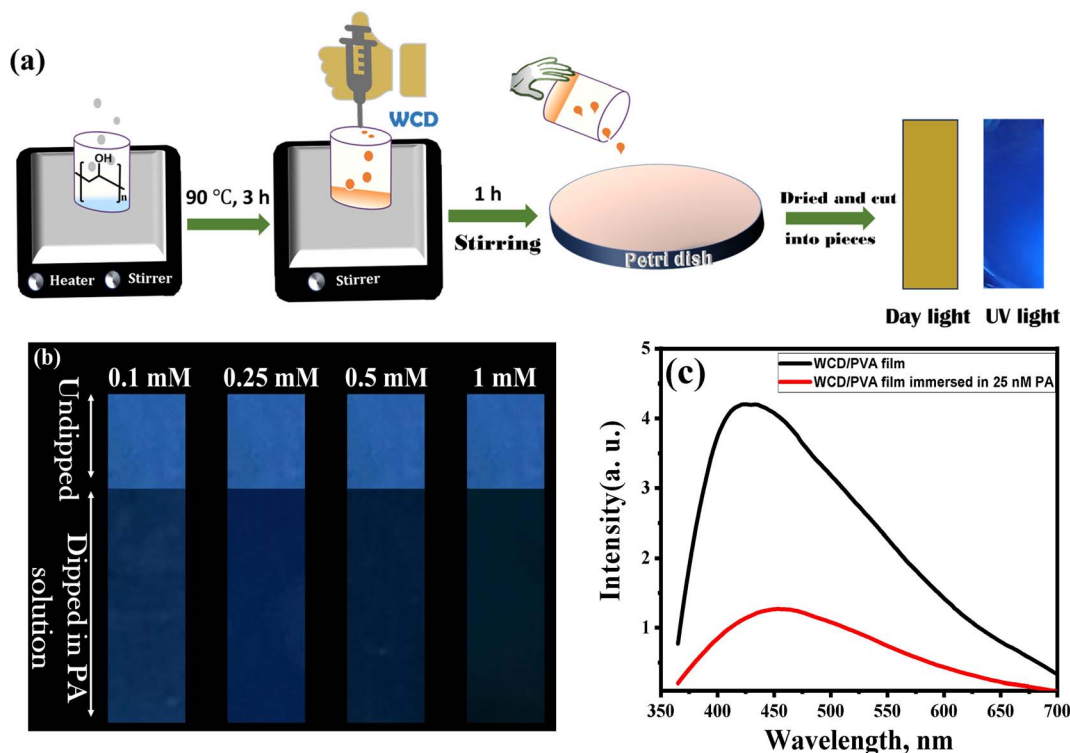 (a)
WCD
OH
n
90 °C, 3 h
1 h
Stirring
Dried and cut
into pieces
Petri dish
Heater
Stirrer
Stirrer
Day light
UV light
(b)
0.1 mM
0.25 mM
0.5 mM
1 mM
Undipped
Dipped in PA
solution
(c)
WCD/PVA film
WCD/PVA film immersed in 25 nM PA
Intensity(a. u.)
5
4
3
2
1
350
400
450
500
550
600
650
700
Wavelength, nm